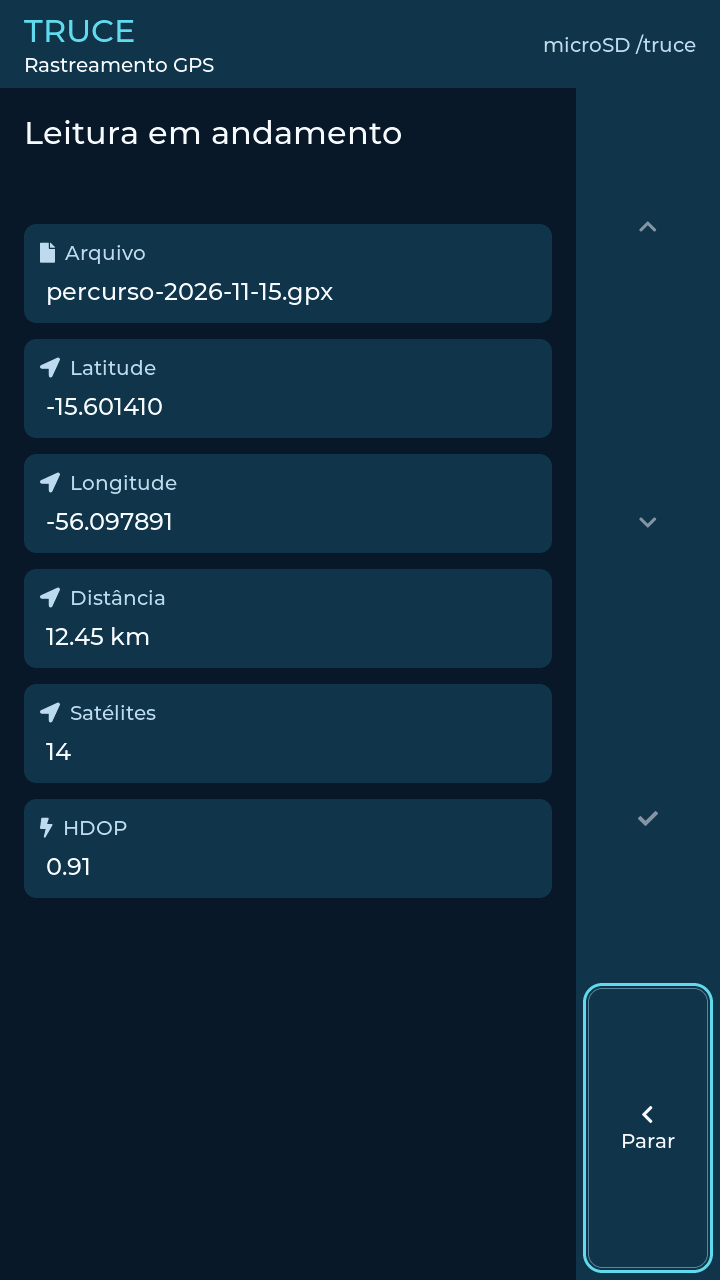 TRUCE
Rastreamento GPS
microSD /truce
Leitura em andamento
Arquivo
percurso-2026-11-15.gpx
Latitude
-15.601410
Longitude
-56.097891
Distância
12.45 km
Satélites
14
HDOP
0.91
Parar